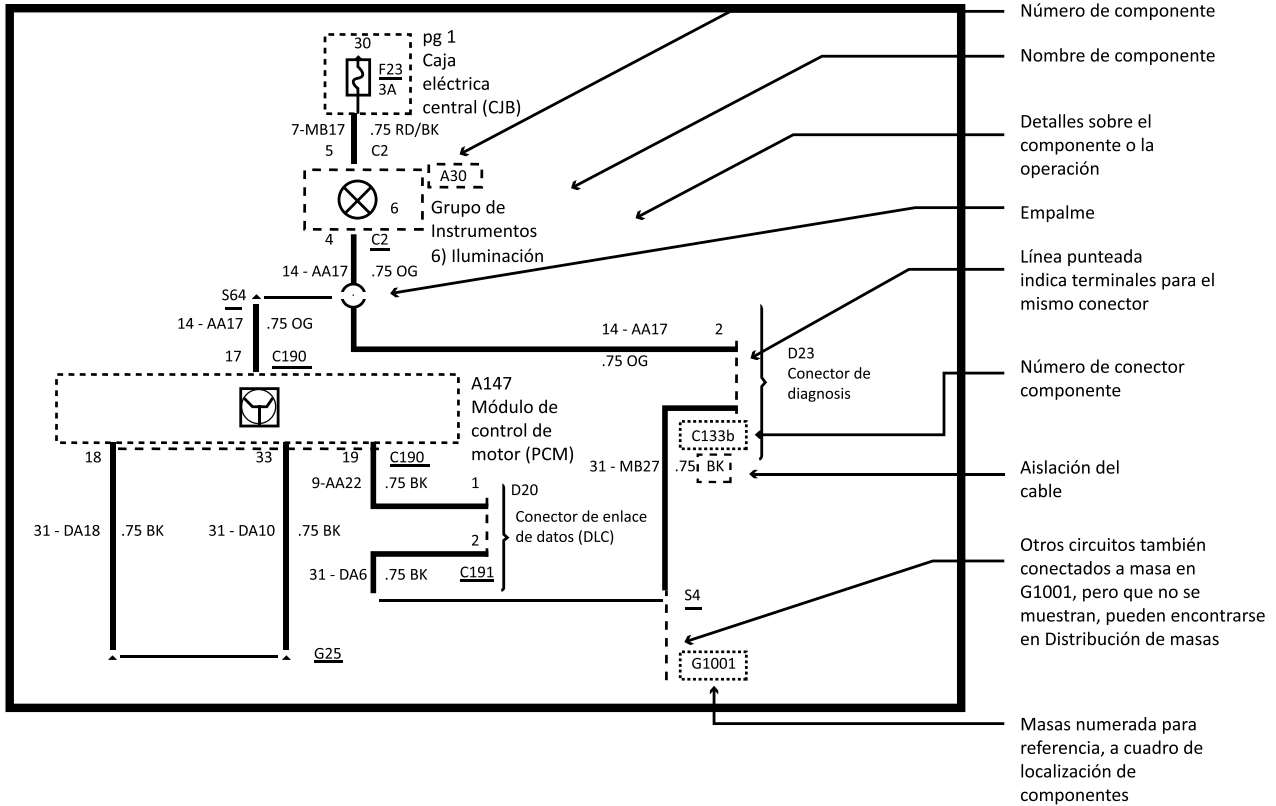 Número de componente
Nombre de componente
Detalles sobre el
componente o la
operación
Empalme
Línea punteada
indica terminales para el
mismo conector
Número de conector
componente
Aislación del
cable
Otros circuitos también
conectados a masa en
G1001, pero que no se
muestran, pueden encontrarse
en Distribución de masas
Masas numerada para
referencia, a cuadro de
localización de
componentes
30
F23
3A
pg 1
Caja
eléctrica
central (CJB)
7-MB17 .75 RD/BK
5 C2
A30
6
Grupo de
Instrumentos
6) Iluminación
4 C2
14 - AA17 .75 OG
S64
14 - AA17 .75 OG
17 C190
14 - AA17 2
.75 OG
D23
Conector de
diagnosis
A147
Módulo de
control de
motor (PCM)
C133b
31 - MB27 .75 BK
18 33 19 C190
9-AA22 .75 BK 1
D20
Conector de enlace
de datos (DLC)
31 - DA18 .75 BK
31 - DA10 .75 BK
2
31 - DA6 .75 BK C191
S4
G25
G1001